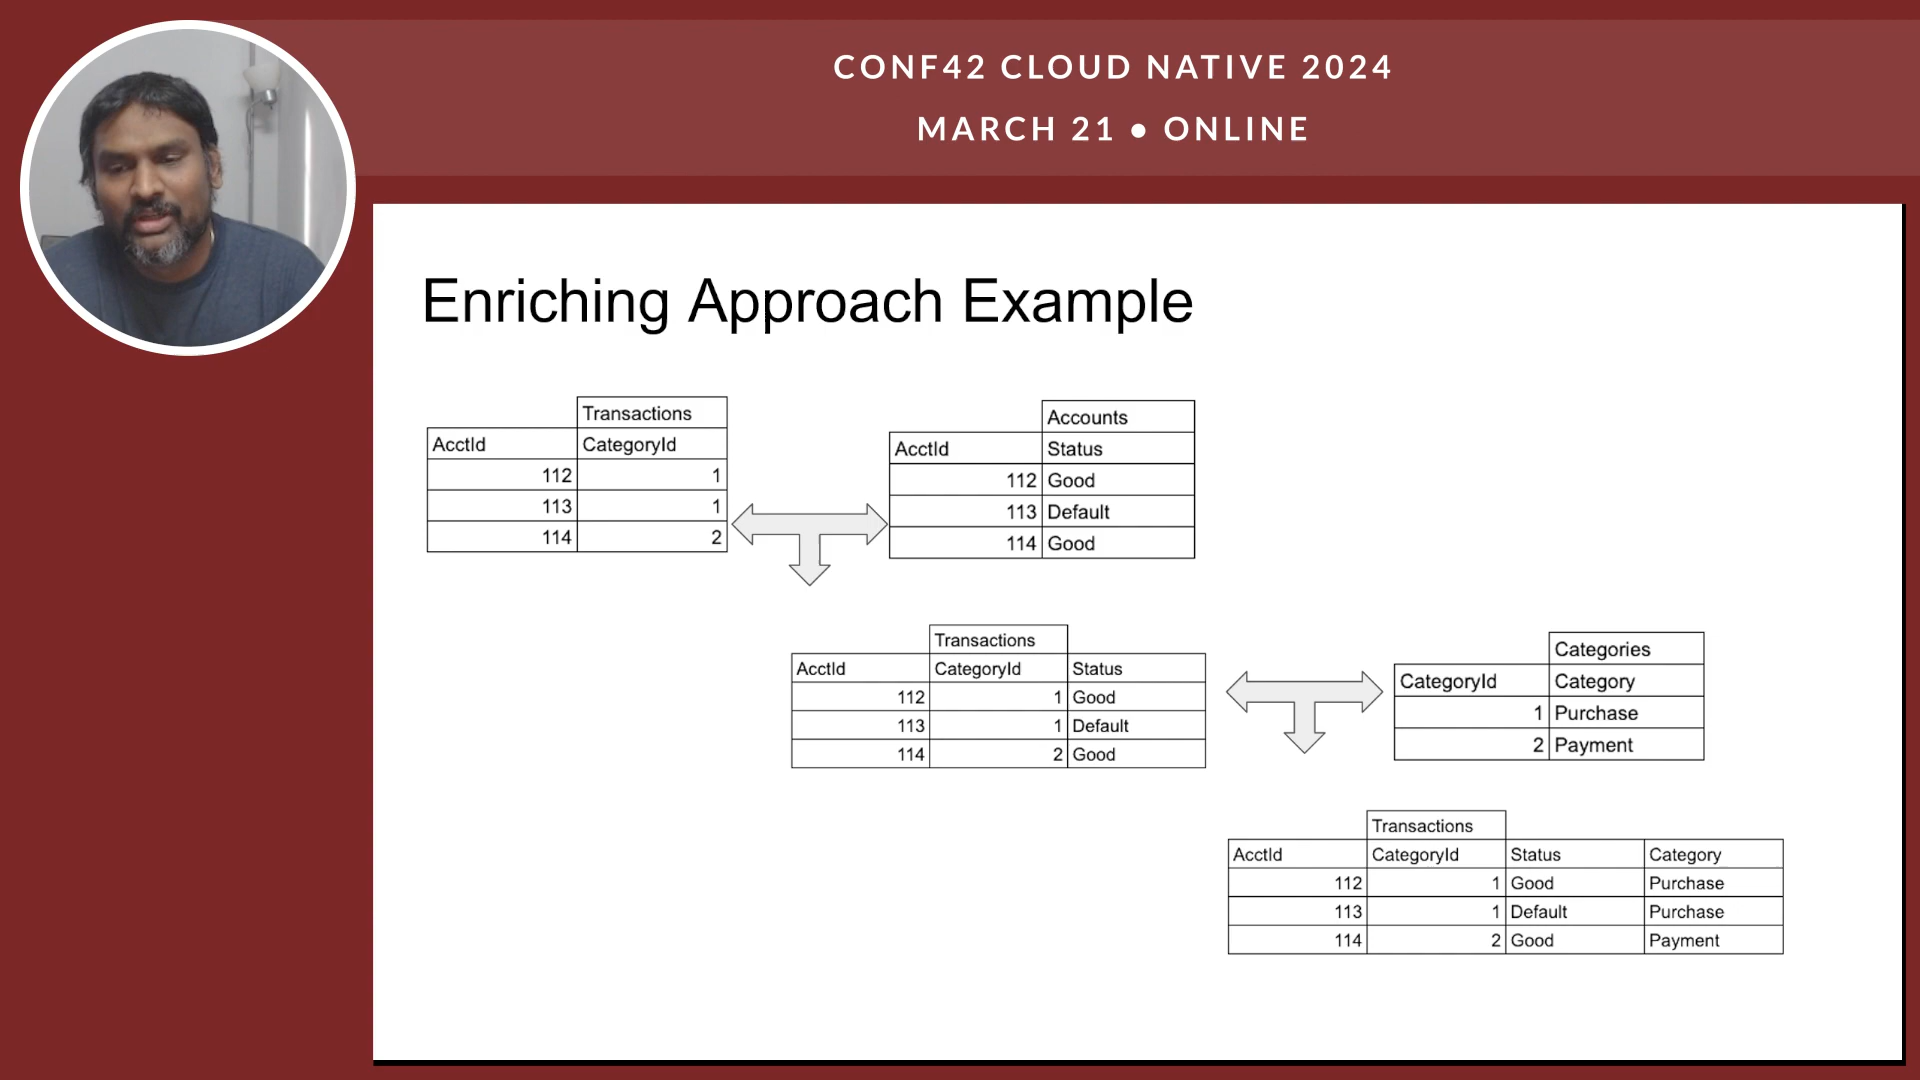 CONF42 CLOUD NATIVE 2024
MARCH 21 ● ONLINE
Enriching Approach Example
Transactions
AcctId CategoryId
112 1
113 1
114 2
Accounts
AcctId Status
112 Good
113 Default
114 Good
Transactions
AcctId CategoryId Status
112 1 Good
113 1 Default
114 2 Good
Categories
CategoryId Category
1 Purchase
2 Payment
Transactions
AcctId CategoryId Status Category
112 1 Good Purchase
113 1 Default Purchase
114 2 Good Payment